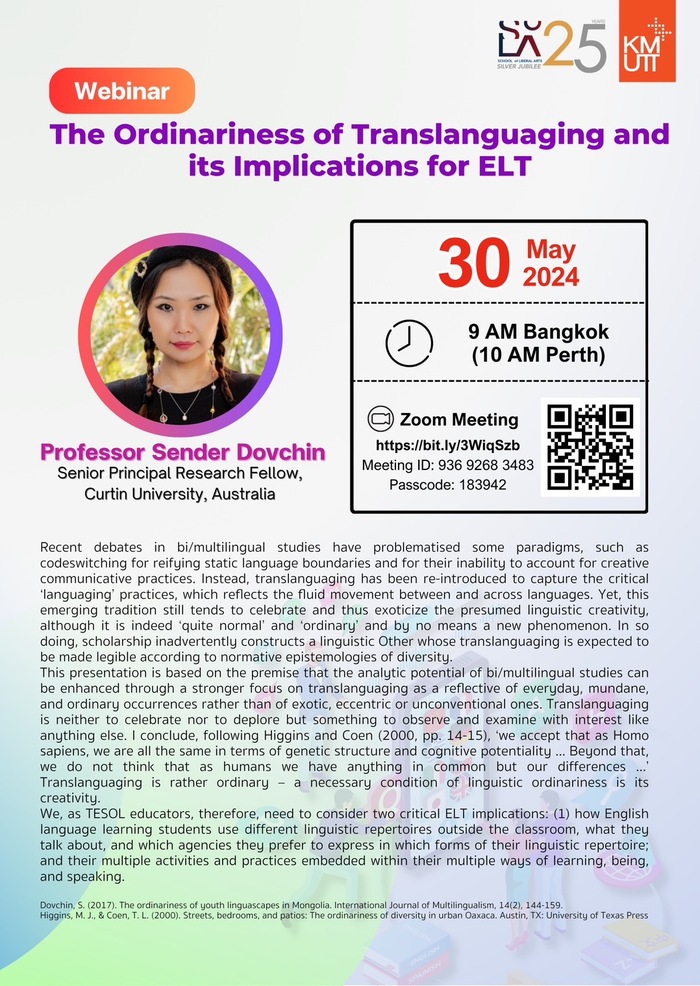 SoLA 25 YEARS
SCHOOL of LIBERAL ARTS
SILVER JUBILEE
KM
UTT
Webinar
The Ordinariness of Translanguaging and
its Implications for ELT
30 May
2024
9 AM Bangkok
(10 AM Perth)
Zoom Meeting
https://bit.ly/3WiqSzb
Meeting ID: 936 9268 3483
Passcode: 183942
Professor Sender Dovchin
Senior Principal Research Fellow,
Curtin University, Australia
Recent debates in bi/multilingual studies have problematised some paradigms, such as
codeswitching for reifying static language boundaries and for their inability to account for creative
communicative practices. Instead, translanguaging has been re-introduced to capture the critical
‘languaging’ practices, which reflects the fluid movement between and across languages. Yet, this
emerging tradition still tends to celebrate and thus exoticize the presumed linguistic creativity,
although it is indeed ‘quite normal’ and ‘ordinary’ and by no means a new phenomenon. In so
doing, scholarship inadvertently constructs a linguistic Other whose translanguaging is expected to
be made legible according to normative epistemologies of diversity.
This presentation is based on the premise that the analytic potential of bi/multilingual studies can
be enhanced through a stronger focus on translanguaging as reflective of everyday, mundane,
and ordinary occurrences rather than of exotic, eccentric or unconventional ones. Translanguaging
is neither to celebrate nor to deplore but something to observe and examine with interest like
anything else. I conclude, following Higgins and Coen (2000, pp. 14-15), ‘we accept that as Homo
sapiens, we are all the same in terms of genetic structure and cognitive potentiality ... Beyond that,
we do not think that as humans we have anything in common but our differences ...’
Translanguaging is rather ordinary – a necessary condition of linguistic ordinariness is its
creativity.
We, as TESOL educators, therefore, need to consider two critical ELT implications: (1) how English
language learning students use different linguistic repertoires outside the classroom, what they
talk about, and which agencies they prefer to express in which forms of their linguistic repertoire;
and their multiple activities and practices embedded within their multiple ways of learning, being,
and speaking.
Dovchin, S. (2017). The ordinariness of youth linguascapes in Mongolia. International Journal of Multilingualism, 14(2), 144-159.
Higgins, M. J., & Coen, T. L. (2000). Streets, bedrooms, and patios: The ordinariness of diversity in urban Oaxaca. Austin, TX: University of Texas Press
ENGLISH
SPANISH